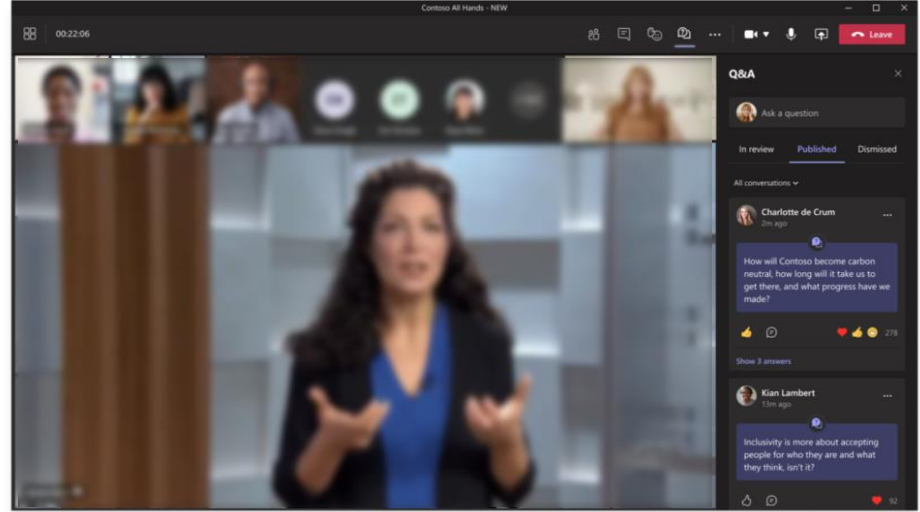 Contoso All Hands - NEW
00:22:06
Leave
Q&A
Ask a question
In review Published Dismissed
All conversations
Charlotte de Crum
2m ago
How will Contoso become carbon
neutral, how long will it take us to
get there, and what progress have we
made?
278
Show 3 answers
Kian Lambert
13m ago
Inclusivity is more about accepting
people for who they are and what
they think, isn't it?
92